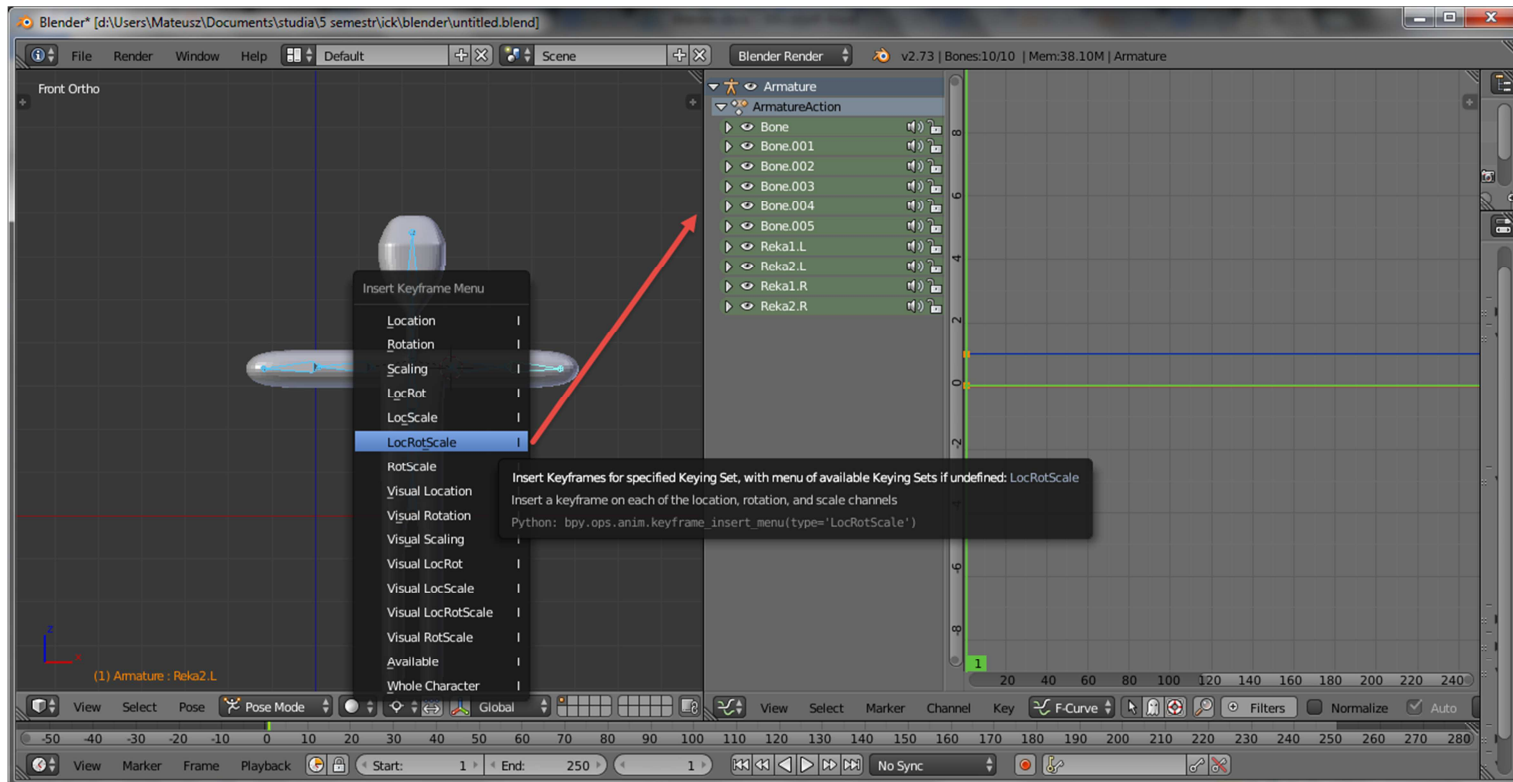 Blender* [d:\Users\Mateusz\Documents\studia\5 semestr\ick\blender\untitled.blend]
File Render Window Help Default Scene Blender Render v2.73 | Bones:10/10 | Mem:38.10M | Armature
Front Ortho
Armature
ArmatureAction
Bone
Bone.001
Bone.002
Bone.003
Bone.004
Bone.005
Reka1.L
Reka2.L
Reka1.R
Reka2.R
Insert Keyframe Menu
Location I
Rotation I
Scaling I
LocRot I
LocScale I
LocRotScale I
RotScale
Visual Location
Visual Rotation
Visual Scaling I
Visual LocRot I
Visual LocScale I
Visual LocRotScale I
Visual RotScale I
Available I
Whole Character I
Insert Keyframes for specified Keying Set, with menu of available Keying Sets if undefined: LocRotScale
Insert a keyframe on each of the location, rotation, and scale channels
Python: bpy.ops.anim.keyframe_insert_menu(type='LocRotScale')
8
6
4
2
0
-2
-4
-6
-8
z
x
(1) Armature : Reka2.L
1
20 40 60 80 100 120 140 160 180 200 220 240
View Select Pose Pose Mode Global
View Select Marker Channel Key F-Curve Filters Normalize Auto
-50 -40 -30 -20 -10 0 10 20 30 40 50 60 70 80 90 100 110 120 130 140 150 160 170 180 190 200 210 220 230 240 250 260 270 280
View Marker Frame Playback Start: 1 End: 250 1 No Sync